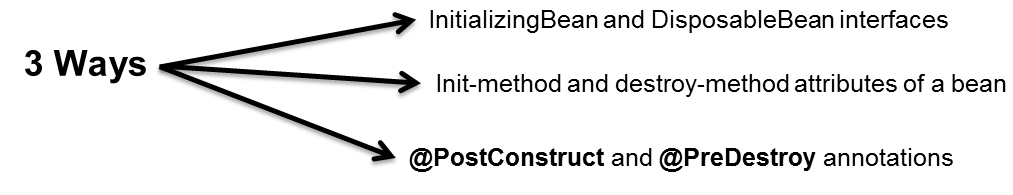 InitializingBean and DisposableBean interfaces
3 Ways
Init-method and destroy-method attributes of a bean
@PostConstruct and @PreDestroy annotations